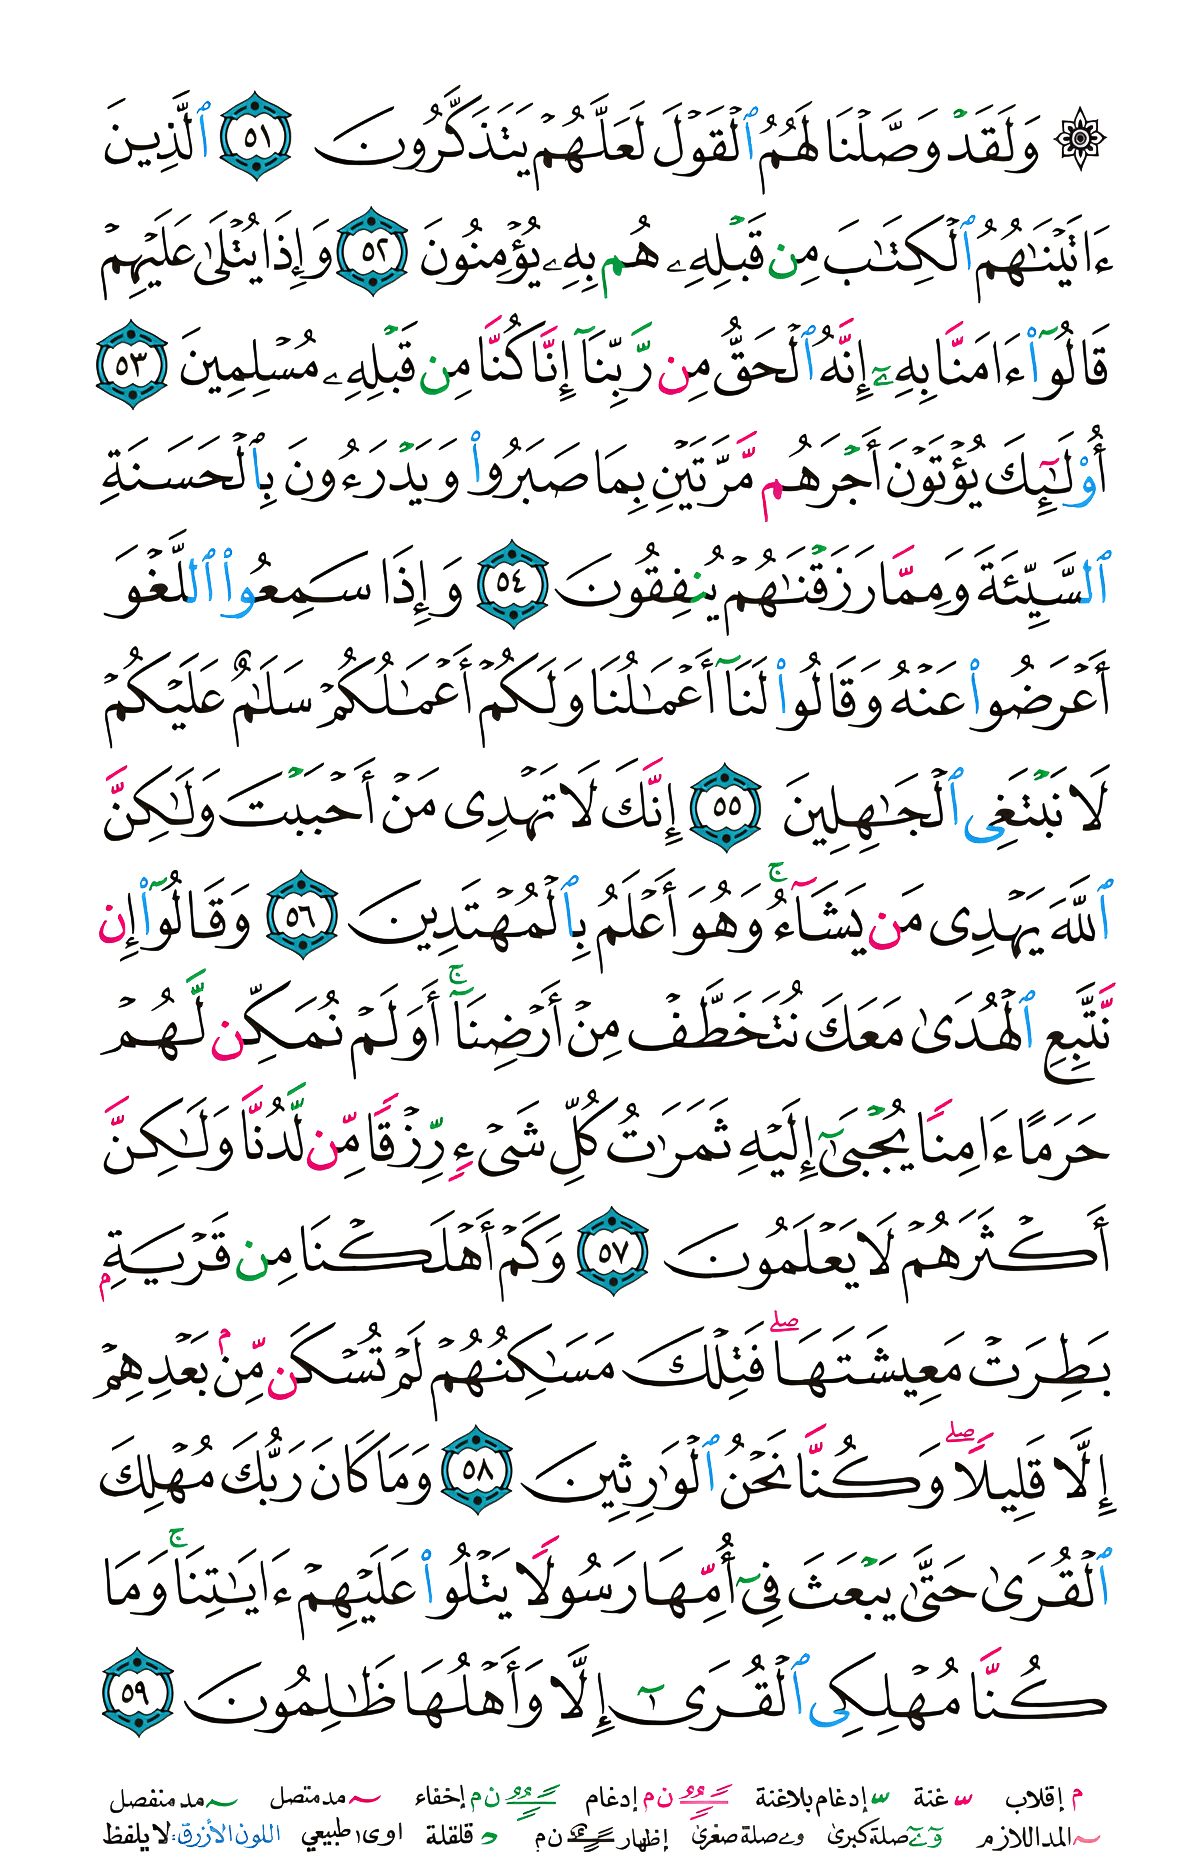 ۞ وَلَقَدْ وَصَّلْنَا لَهُمُ ٱلْقَوْلَ لَعَلَّهُمْ يَتَذَكَّرُونَ ٥١ ٱلَّذِينَ
ءَاتَيْنَـٰهُمُ ٱلْكِتَـٰبَ مِن قَبْلِهِۦ هُم بِهِۦ يُؤْمِنُونَ ٥٢ وَإِذَا يُتْلَىٰ عَلَيْهِمْ
قَالُوٓا۟ ءَامَنَّا بِهِۦٓ إِنَّهُ ٱلْحَقُّ مِن رَّبِّنَآ إِنَّا كُنَّا مِن قَبْلِهِۦ مُسْلِمِينَ ٥٣
أُو۟لَـٰٓئِكَ يُؤْتَوْنَ أَجْرَهُم مَّرَّتَيْنِ بِمَا صَبَرُوا۟ وَيَدْرَءُونَ بِٱلْحَسَنَةِ
ٱلسَّيِّئَةَ وَمِمَّا رَزَقْنَـٰهُمْ يُنفِقُونَ ٥٤ وَإِذَا سَمِعُوا۟ ٱللَّغْوَ
أَعْرَضُوا۟ عَنْهُ وَقَالُوا۟ لَنَآ أَعْمَـٰلُنَا وَلَكُمْ أَعْمَـٰلُكُمْ سَلَـٰمٌ عَلَيْكُمْ
لَا نَبْتَغِى ٱلْجَـٰهِلِينَ ٥٥ إِنَّكَ لَا تَهْدِى مَنْ أَحْبَبْتَ وَلَـٰكِنَّ
ٱللَّهَ يَهْدِى مَن يَشَآءُ ۚ وَهُوَ أَعْلَمُ بِٱلْمُهْتَدِينَ ٥٦ وَقَالُوٓا۟ إِن
نَّتَّبِعِ ٱلْهُدَىٰ مَعَكَ نُتَخَطَّفْ مِنْ أَرْضِنَآ ۚ أَوَلَمْ نُمَكِّن لَّهُمْ
حَرَمًا ءَامِنًا يُجْبَىٰٓ إِلَيْهِ ثَمَرَٰتُ كُلِّ شَىْءٍ رِّزْقًا مِّن لَّدُنَّا وَلَـٰكِنَّ
أَكْثَرَهُمْ لَا يَعْلَمُونَ ٥٧ وَكَمْ أَهْلَكْنَا مِن قَرْيَةٍۭ
بَطِرَتْ مَعِيشَتَهَا ۖ فَتِلْكَ مَسَـٰكِنُهُمْ لَمْ تُسْكَن مِّنۢ بَعْدِهِمْ
إِلَّا قَلِيلًا ۖ وَكُنَّا نَحْنُ ٱلْوَٰرِثِينَ ٥٨ وَمَا كَانَ رَبُّكَ مُهْلِكَ
ٱلْقُرَىٰ حَتَّىٰ يَبْعَثَ فِىٓ أُمِّهَا رَسُولًا يَتْلُوا۟ عَلَيْهِمْ ءَايَـٰتِنَا ۚ وَمَا
كُنَّا مُهْلِكِى ٱلْقُرَىٰٓ إِلَّا وَأَهْلُهَا ظَـٰلِمُونَ ٥٩
م إقلاب ّ غنة ّ إدغام بلاغنة ن م إدغام ن م إخفاء ~ مد متصل ~ مد منفصل
~ المد اللازم و ے صلة كبرى و ے صلة صغرى إظهار ن م قلقلة ا و ى طبيعي اللون الأزرق: لا يلفظ